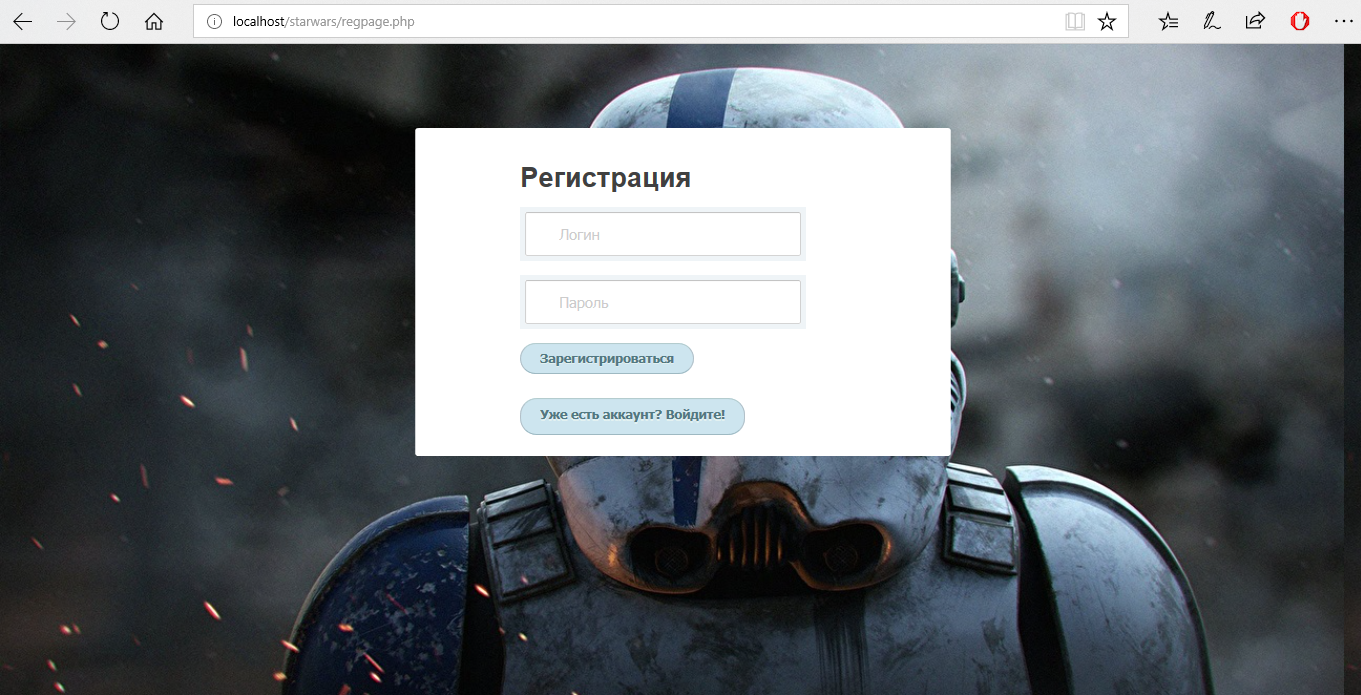 localhost/starwars/regpage.php
Регистрация
Логин
Пароль
Зарегистрироваться
Уже есть аккаунт? Войдите!